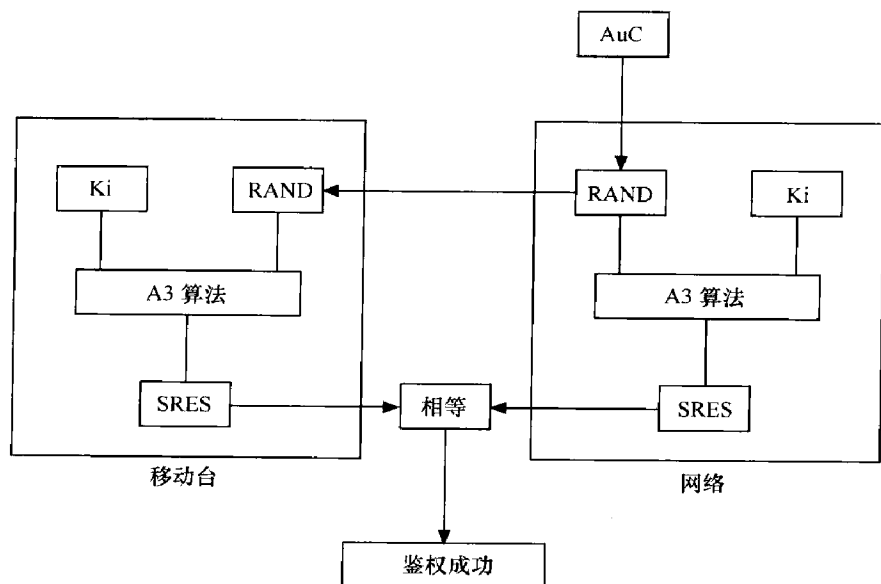 AuC
Ki
RAND
RAND
Ki
A3 算法
A3 算法
SRES
相等
SRES
移动台
网络
鉴权成功